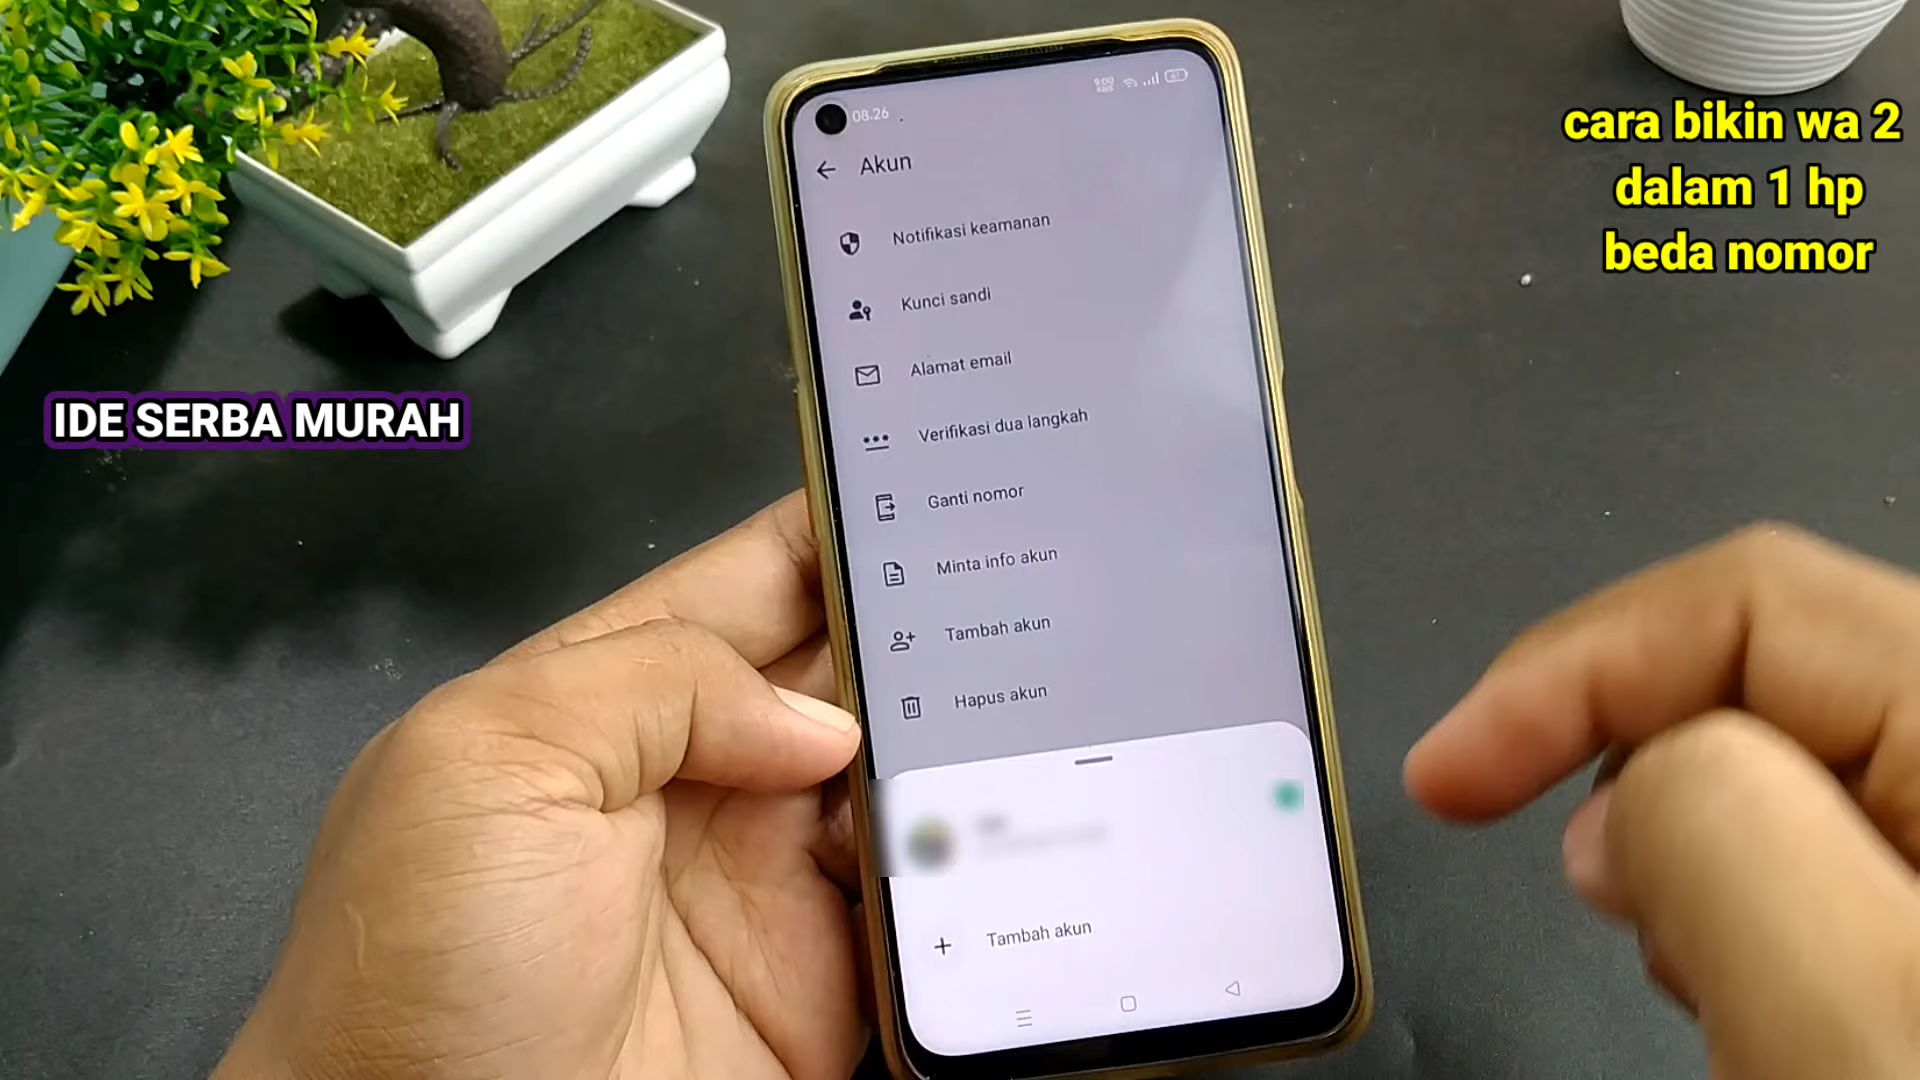 cara bikin wa 2
dalam 1 hp
beda nomor
IDE SERBA MURAH
08.26
Akun
Notifikasi keamanan
Kunci sandi
Alamat email
Verifikasi dua langkah
Ganti nomor
Minta info akun
Tambah akun
Hapus akun
Tambah akun